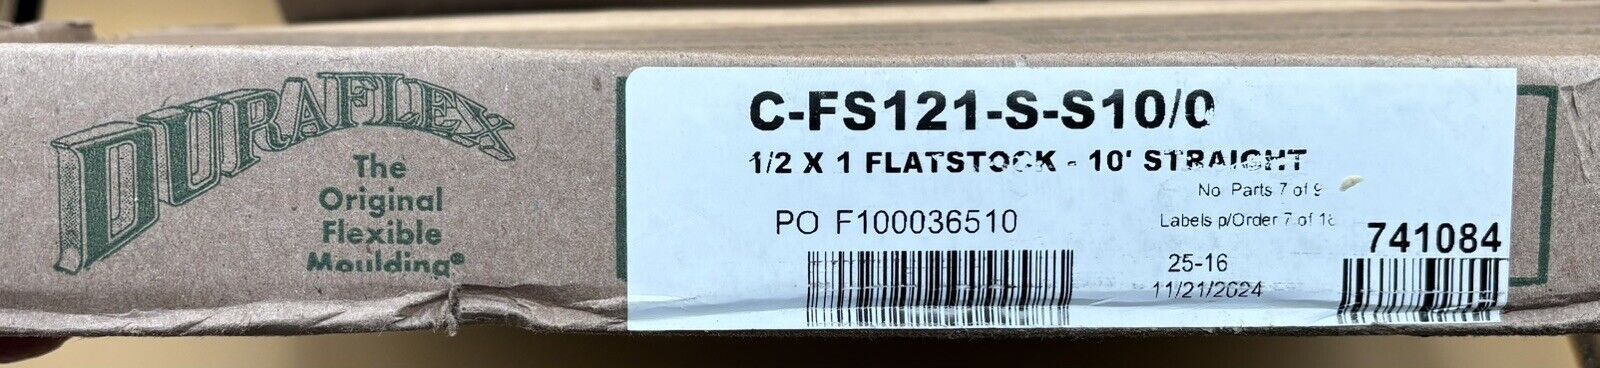 DURAFLEX
The
Original
Flexible
Moulding®
C-FS121-S-S10/0
1/2 X 1 FLATSTOCK - 10' STRAIGHT
No. Parts 7 of 9
Labels p/Order 7 of 18
PO F100036510
741084
25-16
11/21/2024